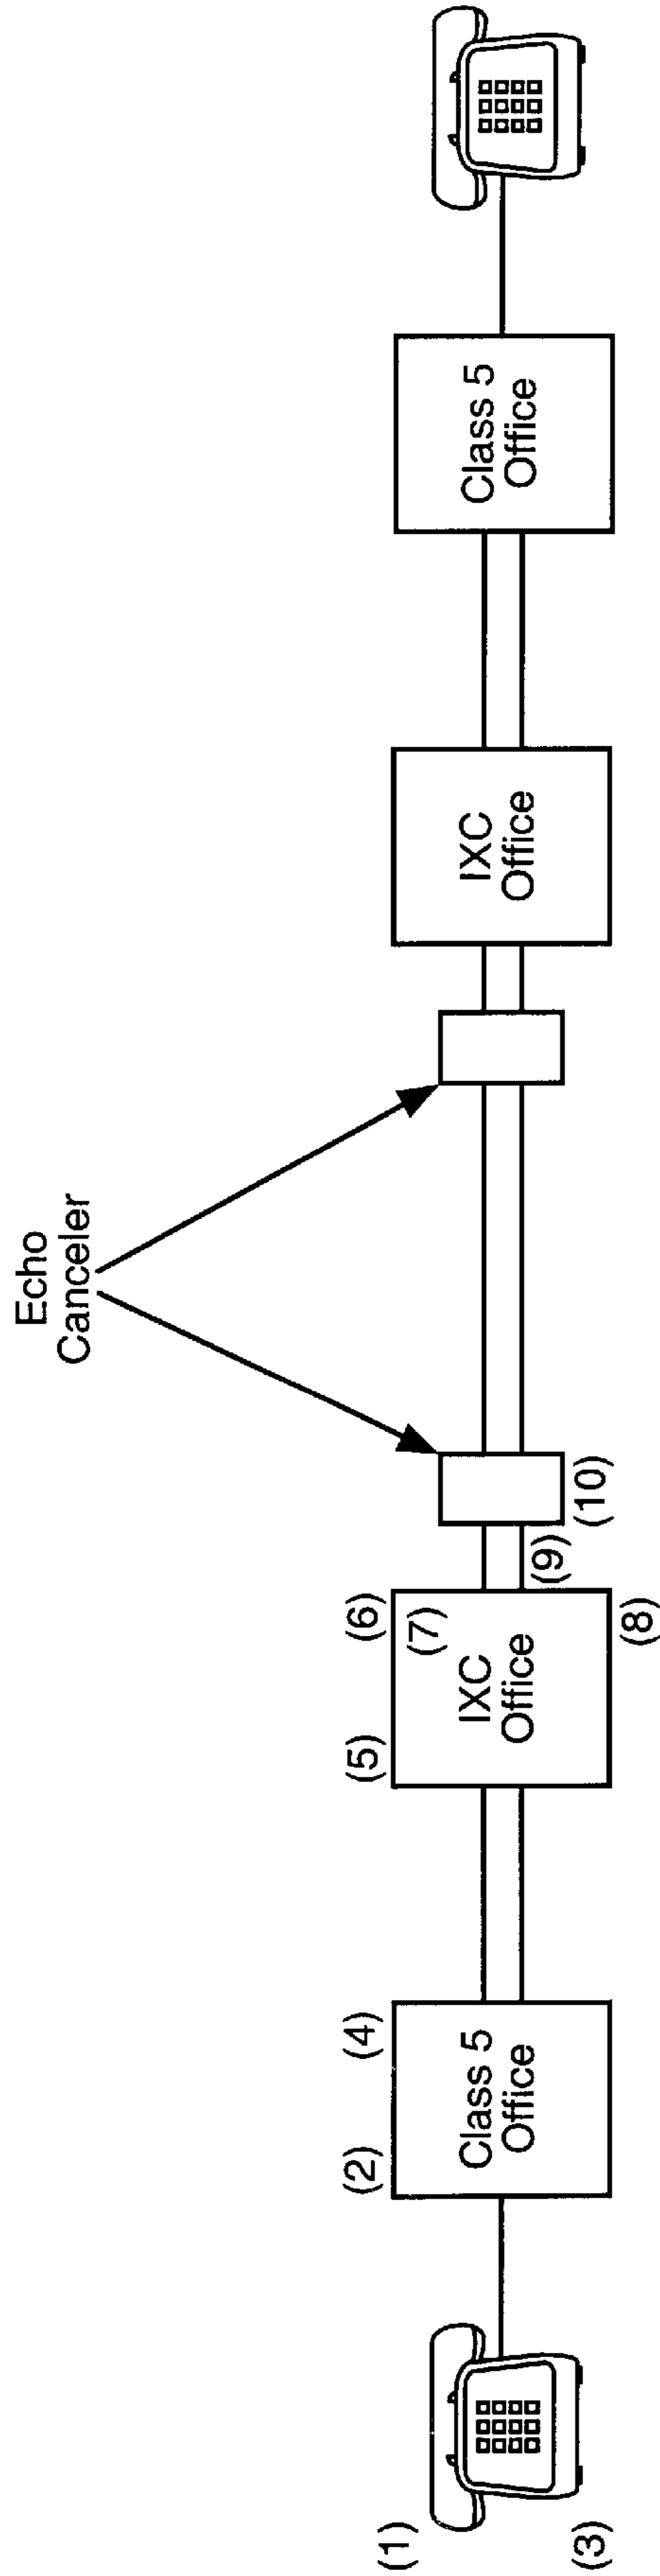 Echo
Canceler
(1)
(3)
(2)
(4)
Class 5
Office
(5)
(6)
(7)
IXC
Office
(8)
(9)
(10)
IXC
Office
Class 5
Office